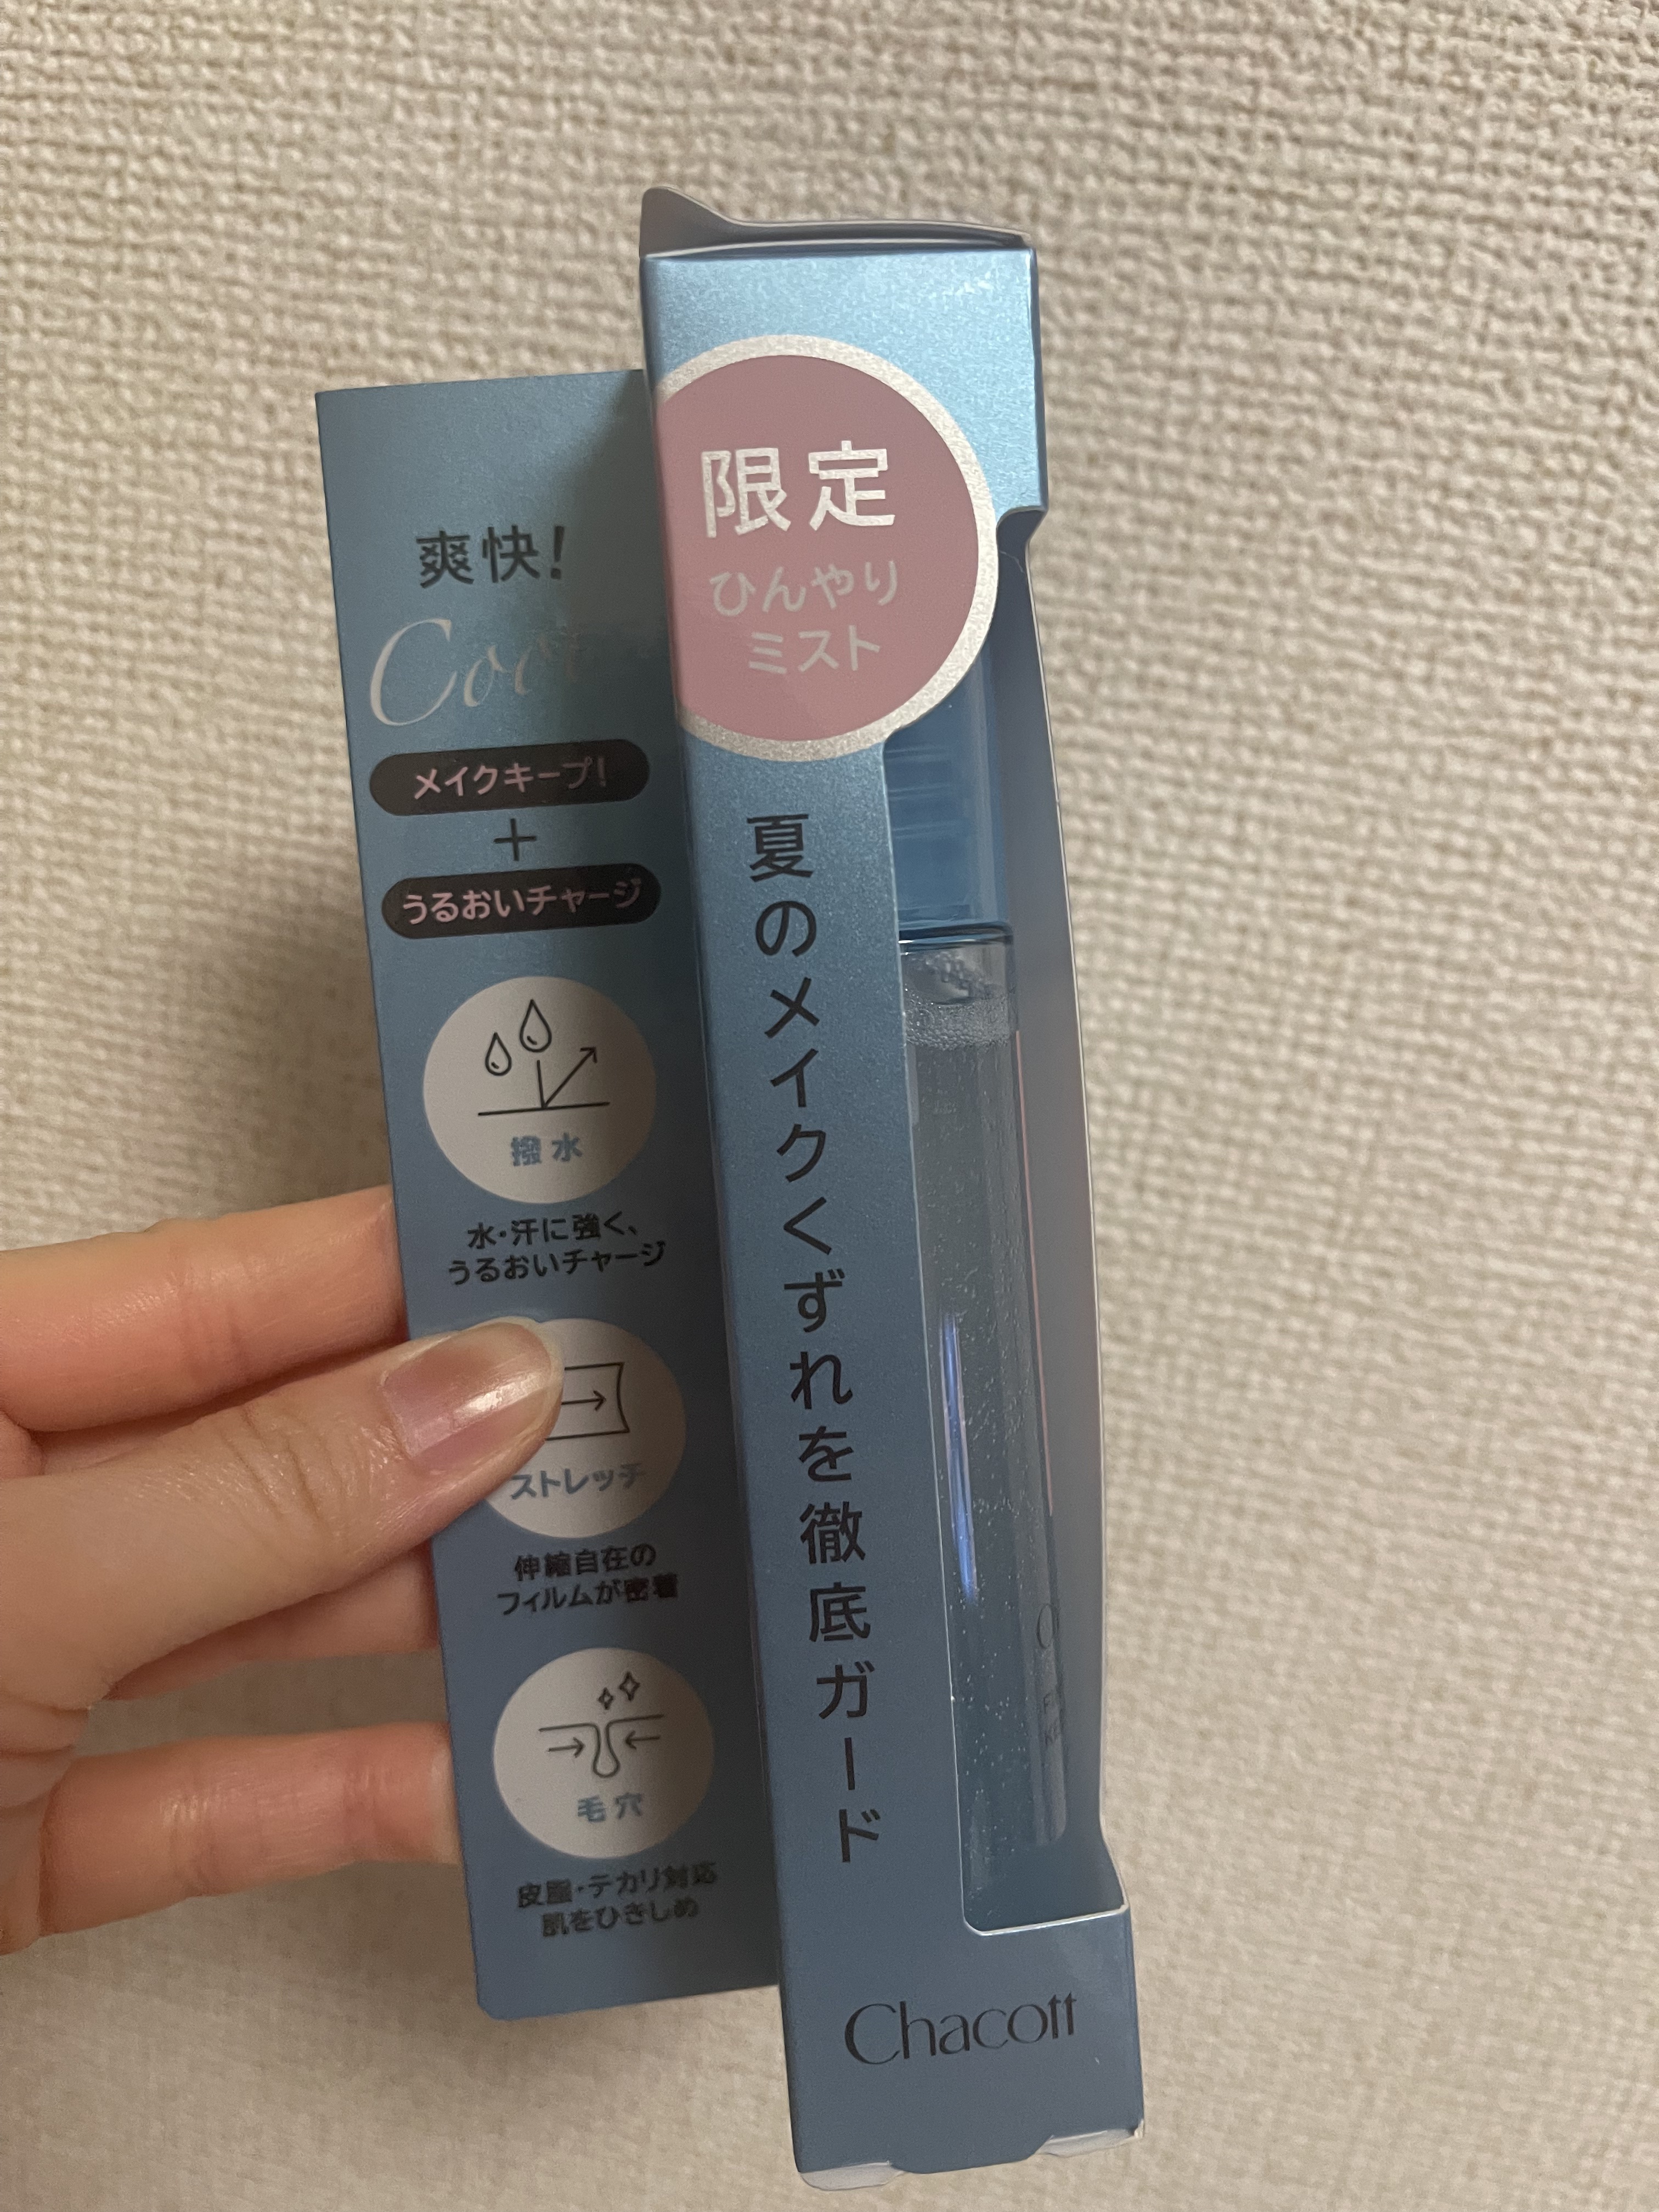 爽快!
Cool
メイクキープ!
+
うるおいチャージ
撥水
水・汗に強く、
うるおいチャージ
ストレッチ
伸縮自在の
フィルムが密着
毛穴
皮脂・テカリ対応
肌をひきしめ
限定
ひんやり
ミスト
夏のメイクくずれを徹底ガード
Chacott